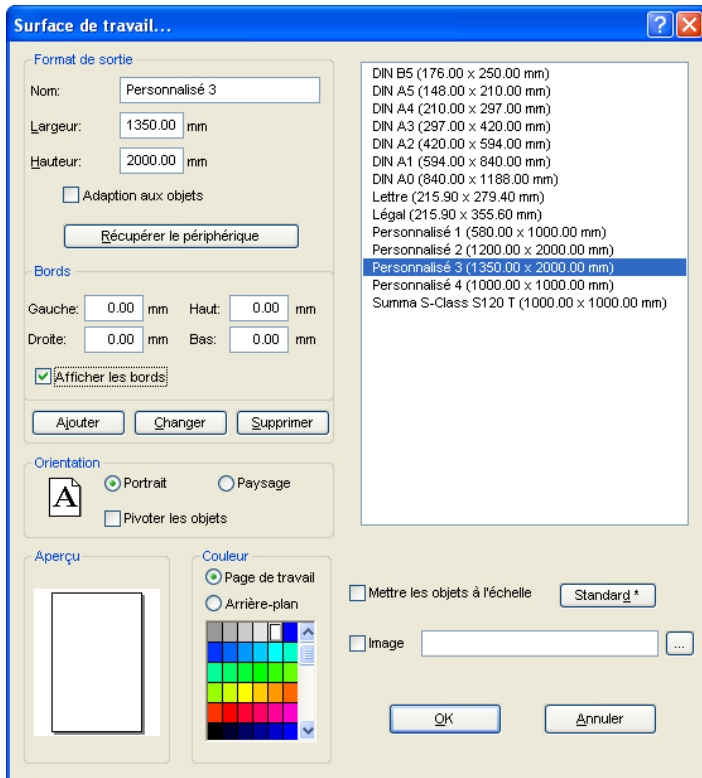 Surface de travail...
Format de sortie
Nom: Personnalisé 3
Largeur: 1350.00 mm
Hauteur: 2000.00 mm
Adaption aux objets
Récupérer le périphérique
Bords
Gauche: 0.00 mm Haut: 0.00 mm
Droite: 0.00 mm Bas: 0.00 mm
Afficher les bords
Ajouter Changer Supprimer
Orientation
A
Portrait Paysage
Pivoter les objets
Aperçu
Couleur
Page de travail
Arrière-plan
DIN B5 (176.00 x 250.00 mm)
DIN A5 (148.00 x 210.00 mm)
DIN A4 (210.00 x 297.00 mm)
DIN A3 (297.00 x 420.00 mm)
DIN A2 (420.00 x 594.00 mm)
DIN A1 (594.00 x 840.00 mm)
DIN A0 (840.00 x 1188.00 mm)
Lettre (215.90 x 279.40 mm)
Légal (215.90 x 355.60 mm)
Personnalisé 1 (580.00 x 1000.00 mm)
Personnalisé 2 (1200.00 x 2000.00 mm)
Personnalisé 3 (1350.00 x 2000.00 mm)
Personnalisé 4 (1000.00 x 1000.00 mm)
Summa S-Class S120 T (1000.00 x 1000.00 mm)
Mettre les objets à l'échelle Standard *
Image ...
OK Annuler